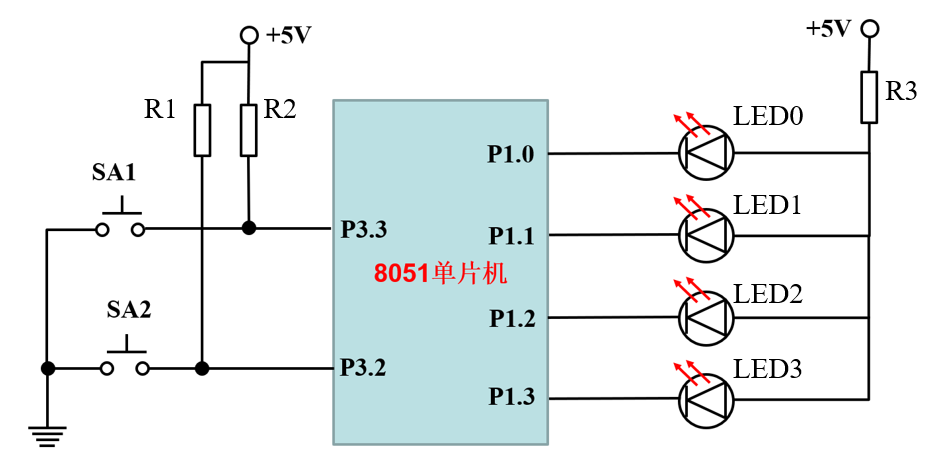 +5V
+5V
R1
R2
R3
LED0
P1.0
SA1
LED1
P3.3
P1.1
8051单片机
LED2
SA2
P1.2
P3.2
LED3
P1.3